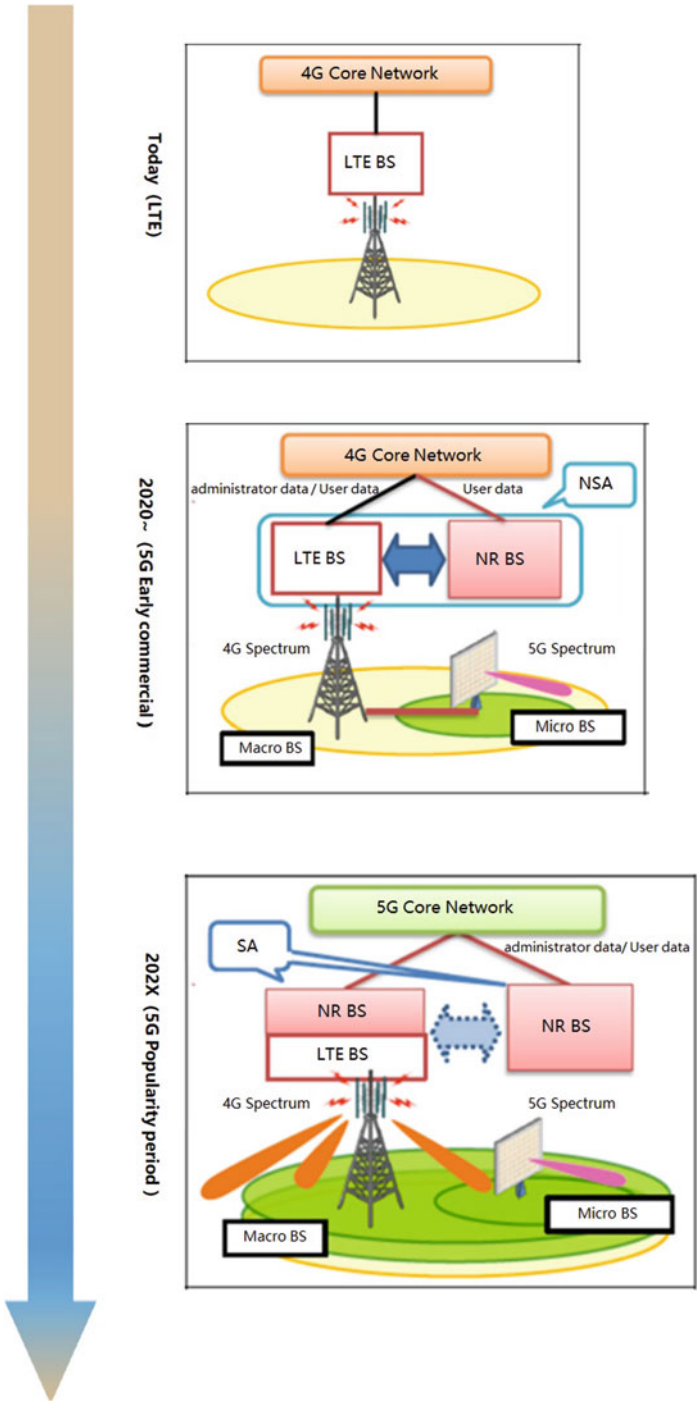 Today (LTE)
4G Core Network
LTE BS
2020~ (5G Early commercial)
4G Core Network
administrator data / User data
User data
NSA
LTE BS
NR BS
4G Spectrum
5G Spectrum
Macro BS
Micro BS
202X (5G Popularity period)
5G Core Network
SA
administrator data/ User data
NR BS
LTE BS
NR BS
4G Spectrum
5G Spectrum
Macro BS
Micro BS